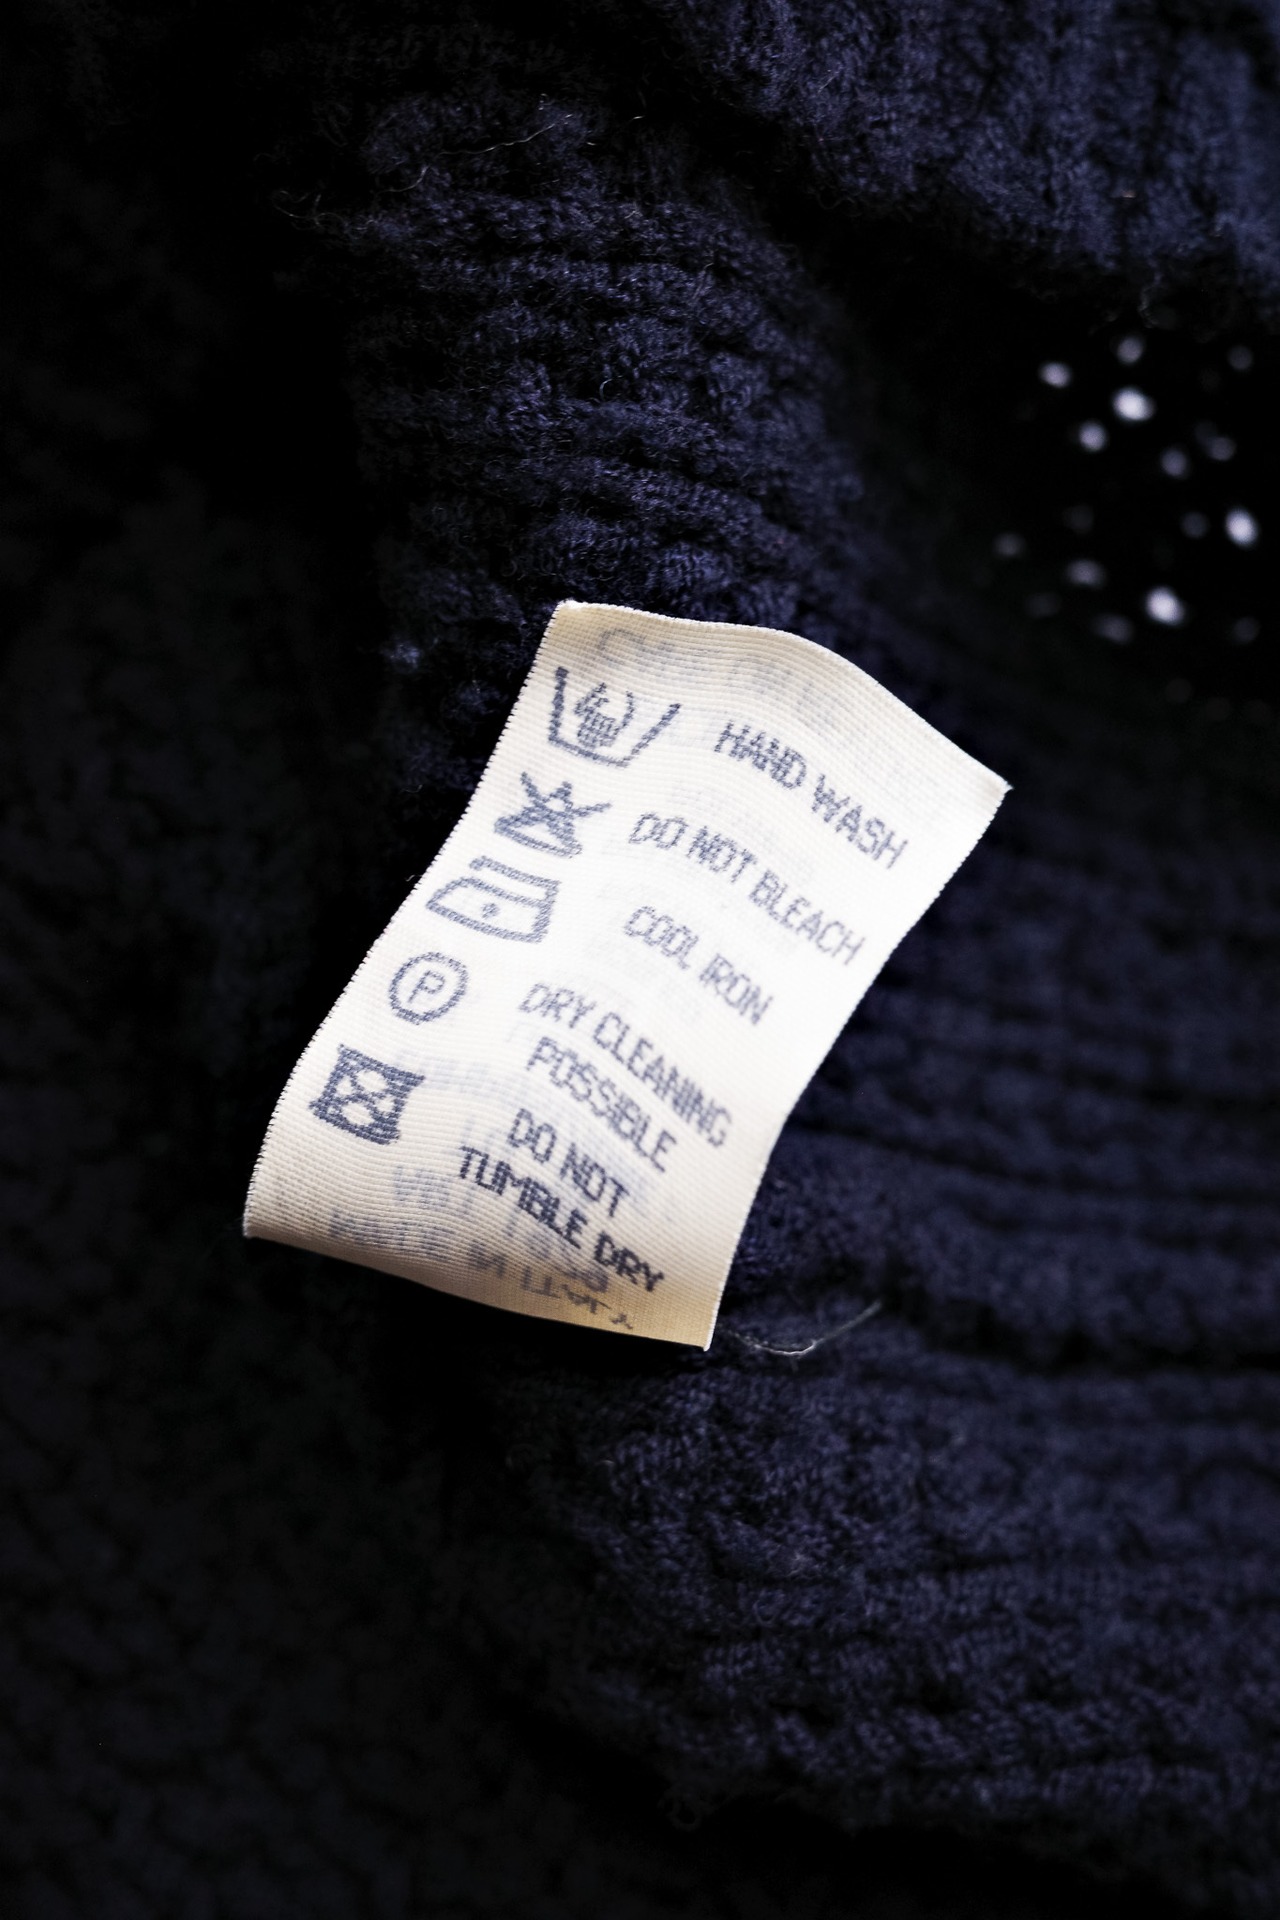 HAND WASH
DO NOT BLEACH
COOL IRON
P
DRY CLEANING
POSSIBLE
DO NOT
TUMBLE DRY